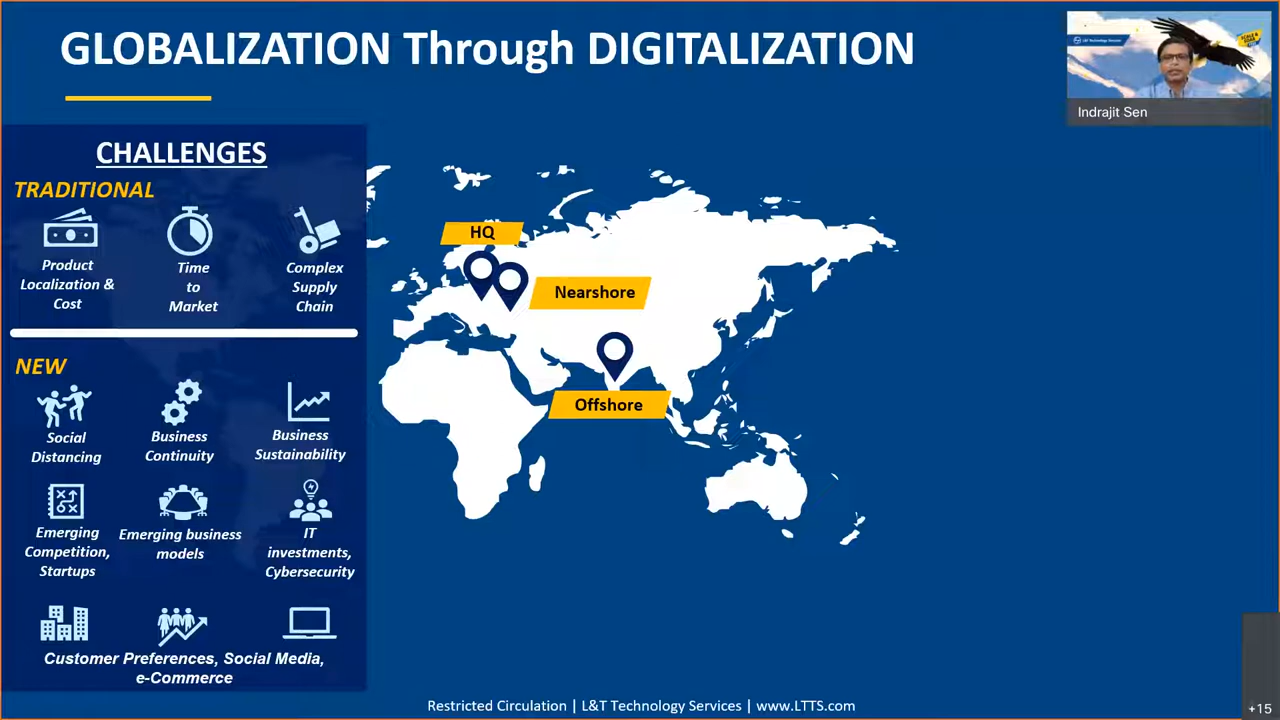 GLOBALIZATION Through DIGITALIZATION
L&T Technology Services
Indrajit Sen
CHALLENGES
TRADITIONAL
Product
Localization &
Cost
Time
to
Market
Complex
Supply
Chain
NEW
Social
Distancing
Business
Continuity
Business
Sustainability
Emerging
Competition,
Startups
Emerging business
models
IT
investments,
Cybersecurity
Customer Preferences, Social Media,
e-Commerce
HQ
Nearshore
Offshore
Restricted Circulation | L&T Technology Services | www.LTTS.com
+15